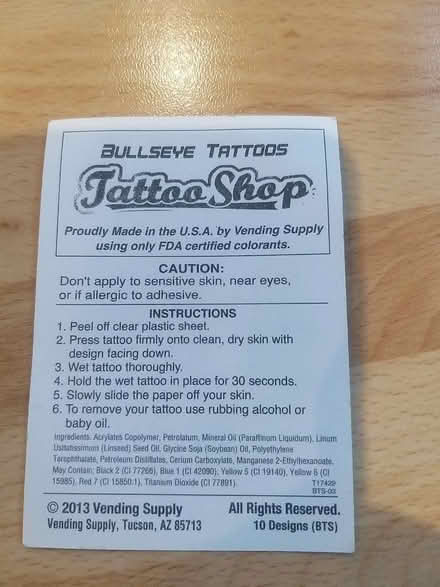 BULLSEYE TATTOOS
Tattoo Shop
Proudly Made in the U.S.A. by Vending Supply
using only FDA certified colorants.
CAUTION:
Don't apply to sensitive skin, near eyes,
or if allergic to adhesive.
INSTRUCTIONS
1. Peel off clear plastic sheet.
2. Press tattoo firmly onto clean, dry skin with
design facing down.
3. Wet tattoo thoroughly.
4. Hold the wet tattoo in place for 30 seconds.
5. Slowly slide the paper off your skin.
6. To remove your tattoo use rubbing alcohol or
baby oil.
Ingredients: Acrylates Copolymer, Petrolatum, Mineral Oil (Paraffinum Liquidum), Linum
Usitatissimum (Linseed) Seed Oil, Glycine Soja (Soybean) Oil, Polyethylene
Terephthalate, Petroleum Distillates, Cerium Carboxylate, Manganese 2-Ethylhexanoate.
May Contain: Black 2 (CI 77266), Blue 1 (CI 42090), Yellow 5 (CI 19140), Yellow 6 (CI
15985), Red 7 (CI 15850:1), Titanium Dioxide (CI 77891).
T17429
BTS-03
© 2013 Vending Supply All Rights Reserved.
Vending Supply, Tucson, AZ 85713 10 Designs (BTS)